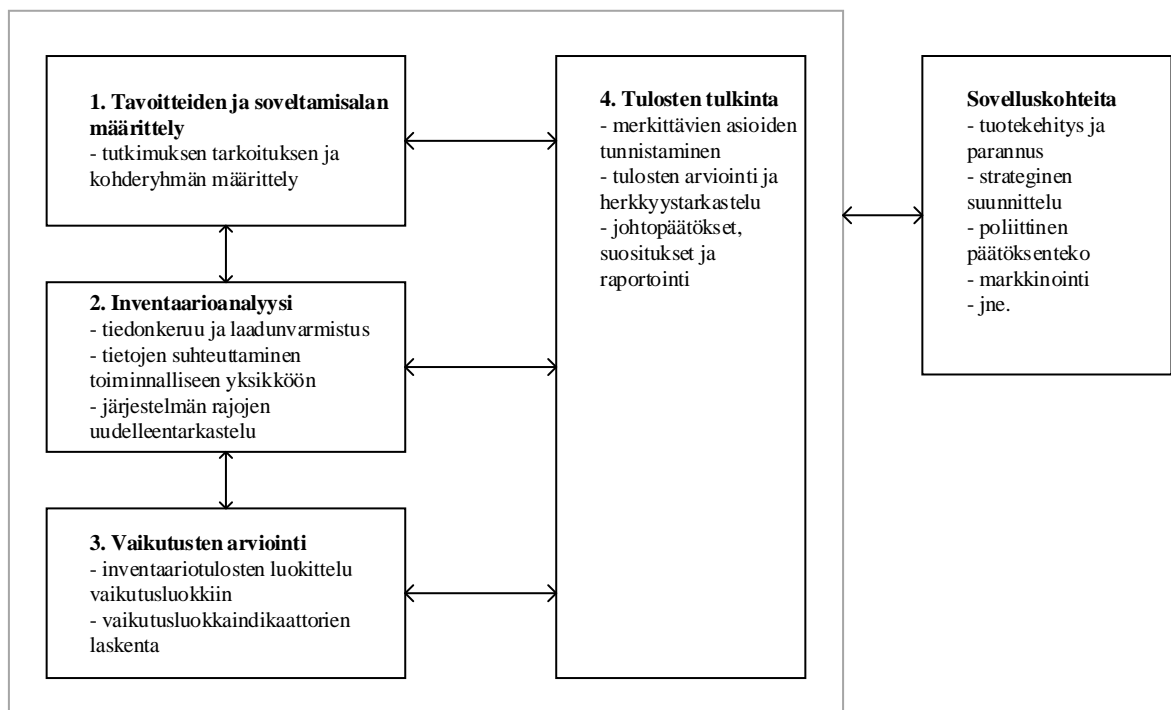 1. Tavoitteiden ja soveltamisalan
määrittely
- tutkimuksen tarkoituksen ja
kohderyhmän määrittely
2. Inventaarioanalyysi
- tiedonkeruu ja laadunvarmistus
- tietojen suhteuttaminen
toiminnalliseen yksikköön
- järjestelmän rajojen
uudelleentarkastelu
3. Vaikutusten arviointi
- inventaariotulosten luokittelu
vaikutusluokkiin
- vaikutusluokkaindikaattorien
laskenta
4. Tulosten tulkinta
- merkittävien asioiden
tunnistaminen
- tulosten arviointi ja
herkkyystarkastelu
- johtopäätökset,
suositukset ja
raportointi
Sovelluskohteita
- tuotekehitys ja
parannus
- strateginen
suunnittelu
- poliittinen
päätöksenteko
- markkinointi
- jne.